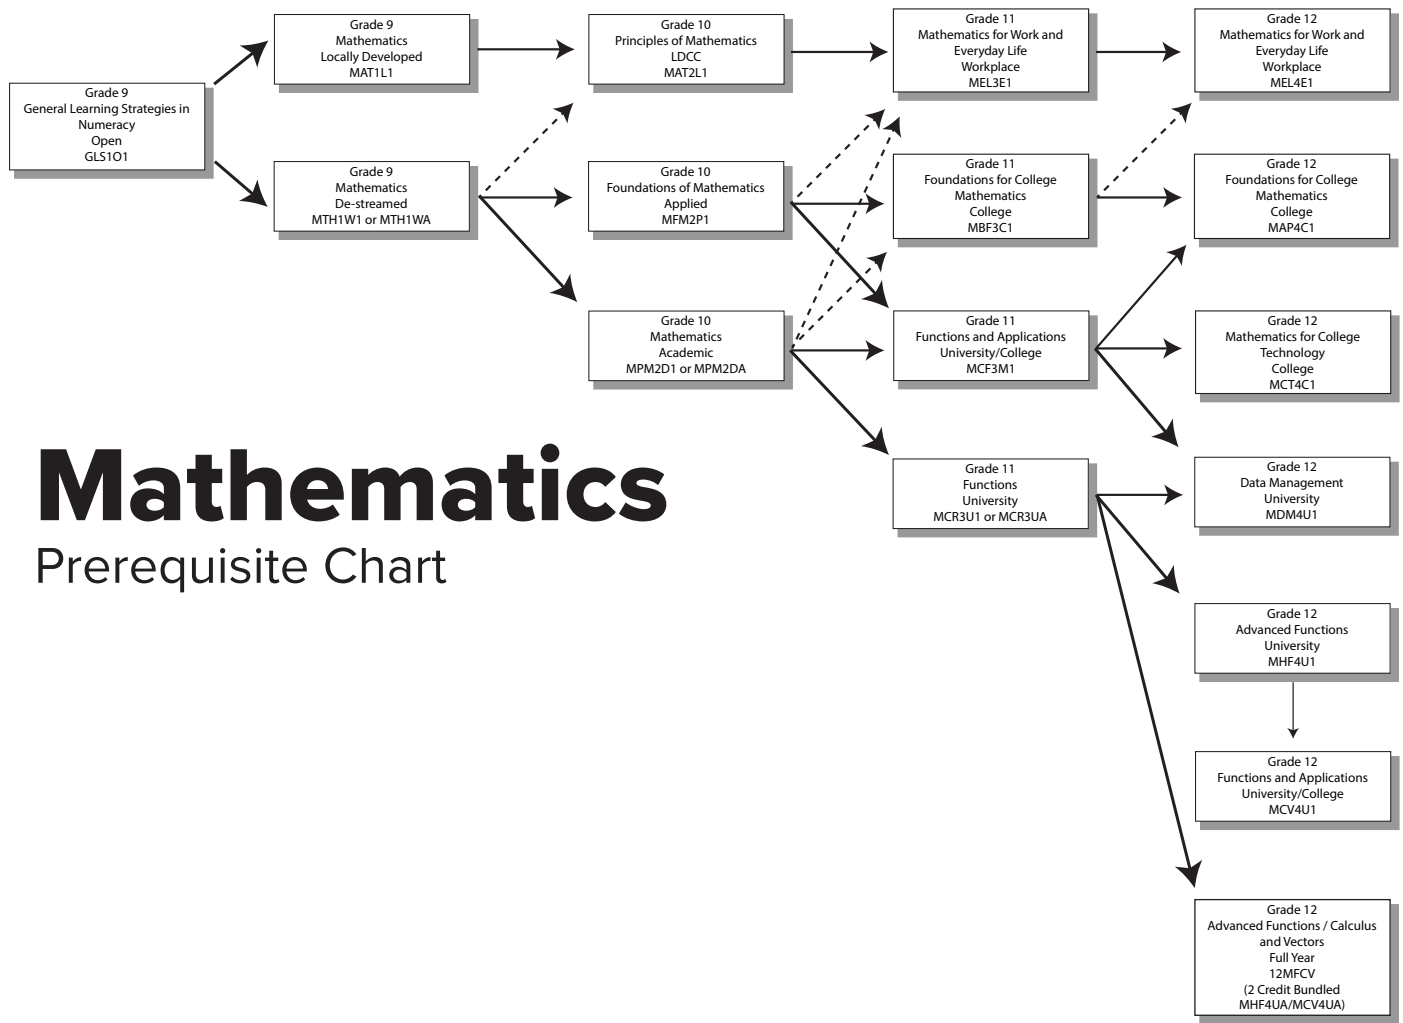 Grade 9
General Learning Strategies in
Numeracy
Open
GLS1O1
Grade 9
Mathematics
Locally Developed
MAT1L1
Grade 9
Mathematics
De-streamed
MTH1W1 or MTH1WA
Grade 10
Principles of Mathematics
LDCC
MAT2L1
Grade 10
Foundations of Mathematics
Applied
MFM2P1
Grade 10
Mathematics
Academic
MPM2D1 or MPM2DA
Grade 11
Mathematics for Work and
Everyday Life
Workplace
MEL3E1
Grade 11
Foundations for College
Mathematics
College
MBF3C1
Grade 11
Functions and Applications
University/College
MCF3M1
Grade 11
Functions
University
MCR3U1 or MCR3UA
Grade 12
Mathematics for Work and
Everyday Life
Workplace
MEL4E1
Grade 12
Foundations for College
Mathematics
College
MAP4C1
Grade 12
Mathematics for College
Technology
College
MCT4C1
Grade 12
Data Management
University
MDM4U1
Grade 12
Advanced Functions
University
MHF4U1
Grade 12
Functions and Applications
University/College
MCV4U1
Grade 12
Advanced Functions / Calculus
and Vectors
Full Year
12MFCV
(2 Credit Bundled
MHF4UA/MCV4UA)
Mathematics
Prerequisite Chart